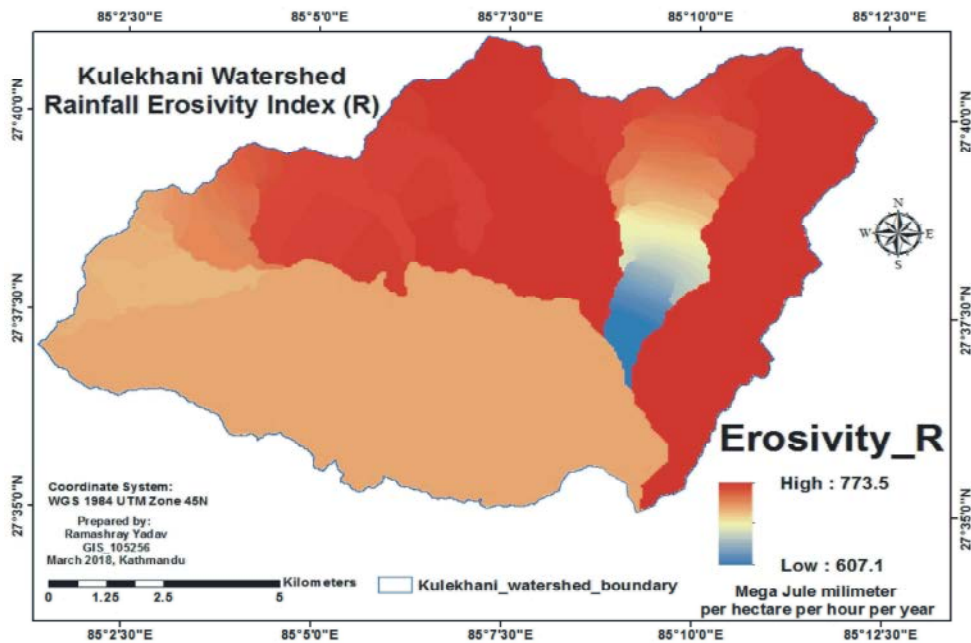 85°2'30"E 85°5'0"E 85°7'30"E 85°10'0"E 85°12'30"E
Kulekhani Watershed
Rainfall Erosivity Index (R)
27°40'0"N
27°40'0"N
N
W E
S
27°37'30"N
27°37'30"N
Erosivity_R
High : 773.5
Low : 607.1
Mega Jule milimeter
per hectare per hour per year
27°35'0"N
27°35'0"N
Coordinate System:
WGS 1984 UTM Zone 45N
Prepared by:
Ramashray Yadav
GIS_105256
March 2018, Kathmandu
Kilometers
0 1.25 2.5 5
Kulekhani_watershed_boundary
85°2'30"E 85°5'0"E 85°7'30"E 85°10'0"E 85°12'30"E